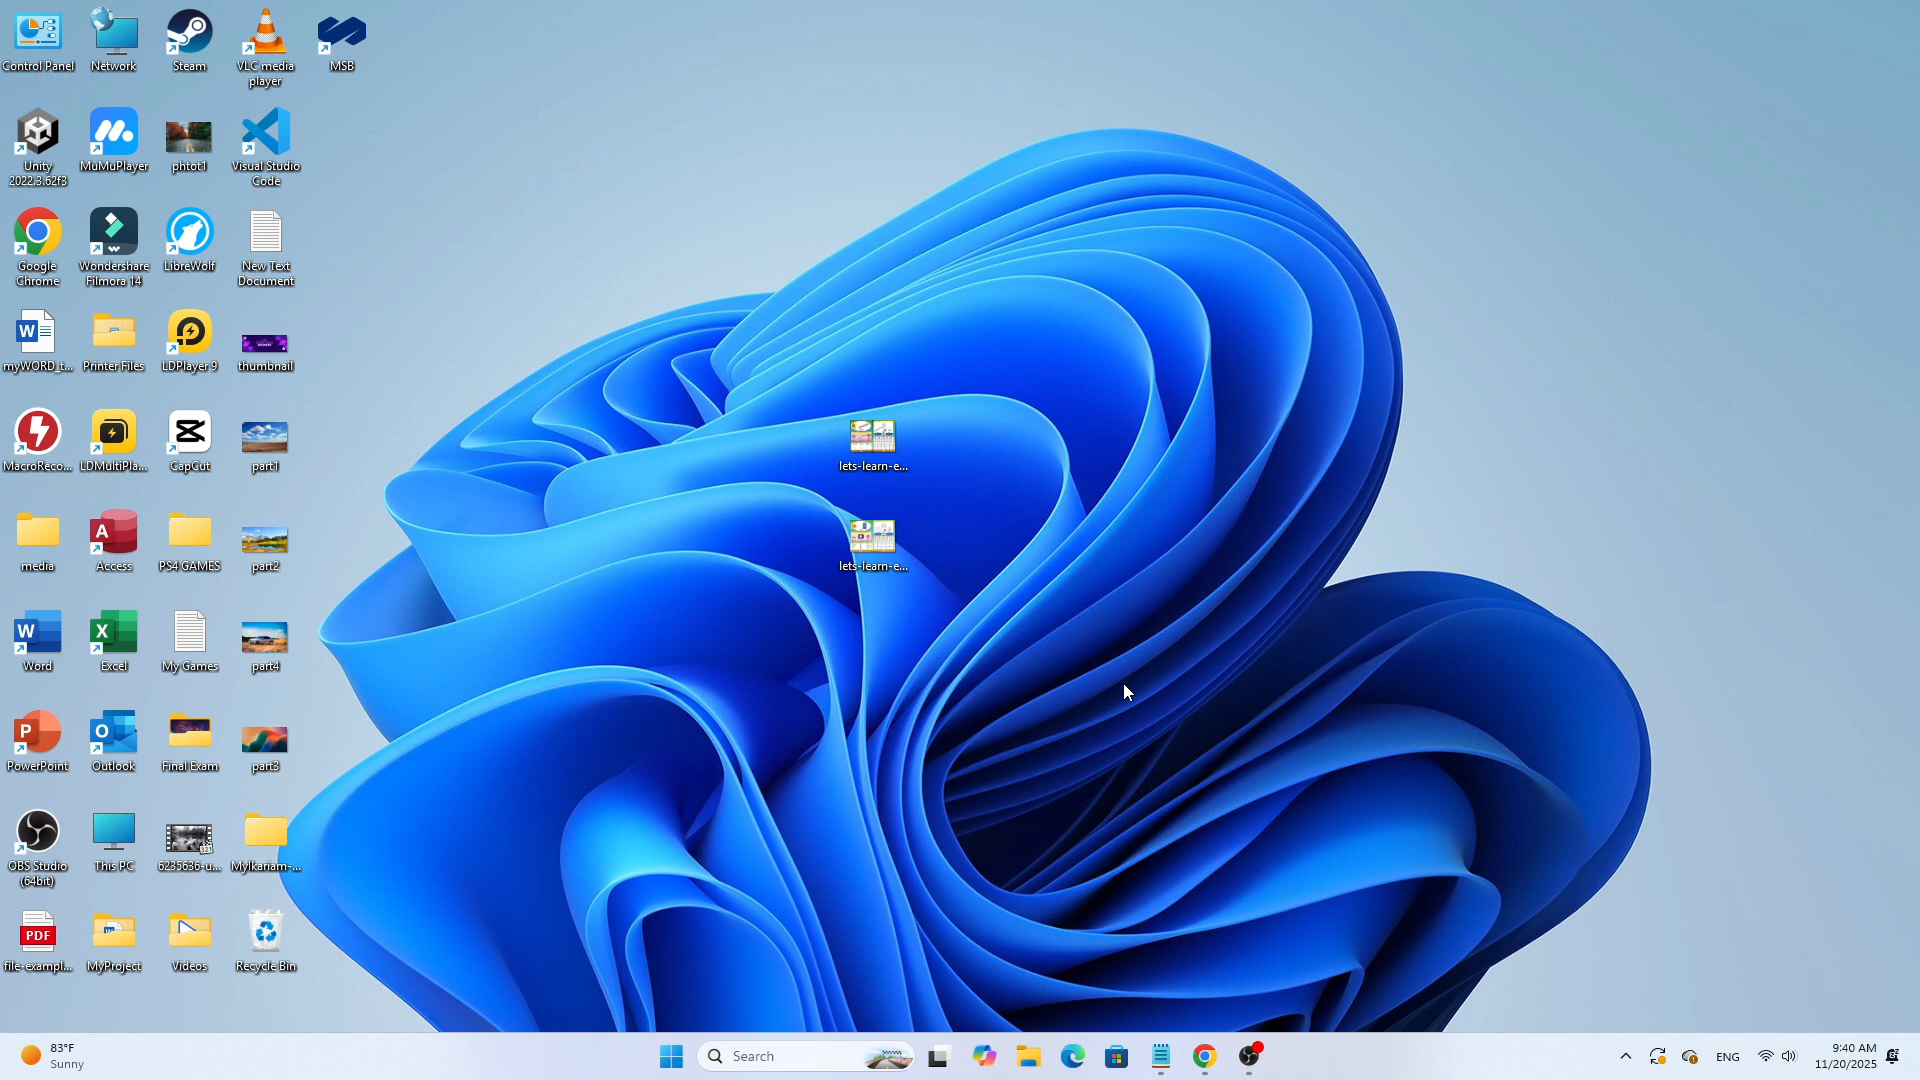 Control Panel
Network
Steam
VLC media
player
MSB
Unity
2022.3.62f3
MuMuPlayer
phtot1
Visual Studio
Code
Google
Chrome
Wondershare
Filmora 14
LibreWolf
New Text
Document
myWORD_t...
Printer Files
LDPlayer 9
thumbnail
MacroReco...
LDMultiPla...
CapCut
part1
media
Access
PS4 GAMES
part2
Word
Excel
My Games
part4
PowerPoint
Outlook
Final Exam
part3
OBS Studio
(64bit)
This PC
6235636-u...
MyIkariam-...
PDF
file-exampl...
MyProject
Videos
Recycle Bin
lets-learn-e...
lets-learn-e...
83°F
Sunny
Search
ENG
9:40 AM
11/20/2025